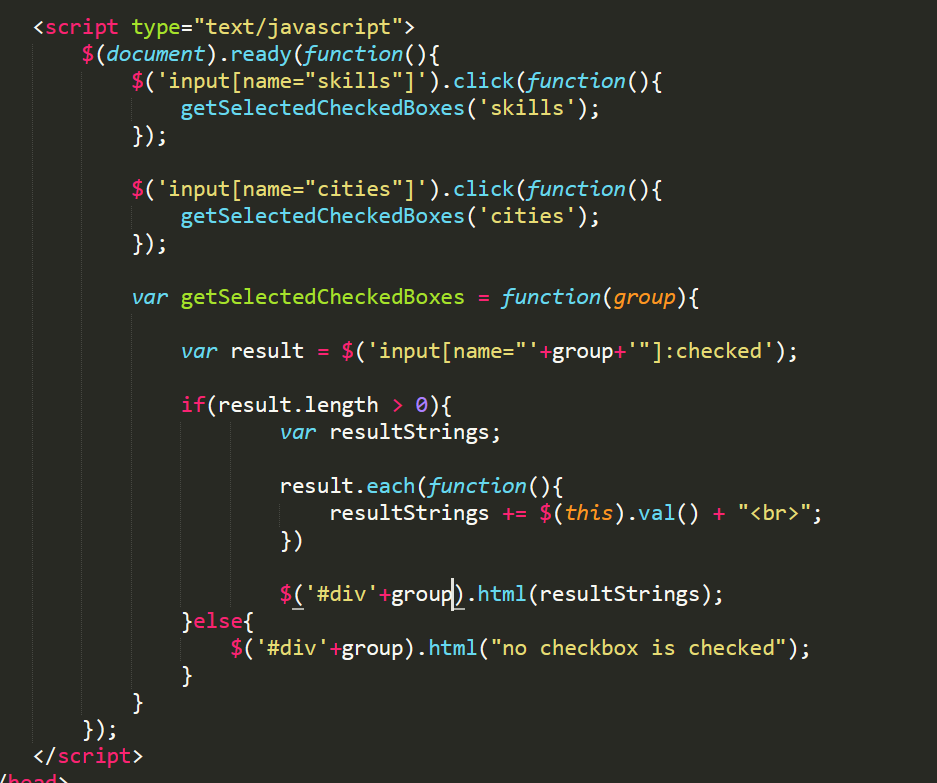 <script type="text/javascript">
$(document).ready(function(){
$('input[name="skills"]').click(function(){
getSelectedCheckedBoxes('skills');
});
$('input[name="cities"]').click(function(){
getSelectedCheckedBoxes('cities');
});
var getSelectedCheckedBoxes = function(group){
var result = $('input[name="'+group+'"]:checked');
if(result.length > 0){
var resultStrings;
result.each(function(){
resultStrings += $(this).val() + "<br>";
})
$('#div'+group).html(resultStrings);
}else{
$('#div'+group).html("no checkbox is checked");
}
}
});
</script>
/head>